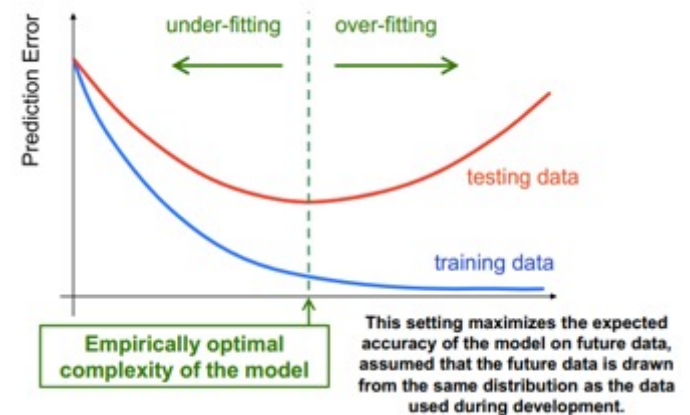 under-fitting
over-fitting
Prediction Error
testing data
training data
Empirically optimal
complexity of the model
This setting maximizes the expected
accuracy of the model on future data,
assumed that the future data is drawn
from the same distribution as the data
used during development.